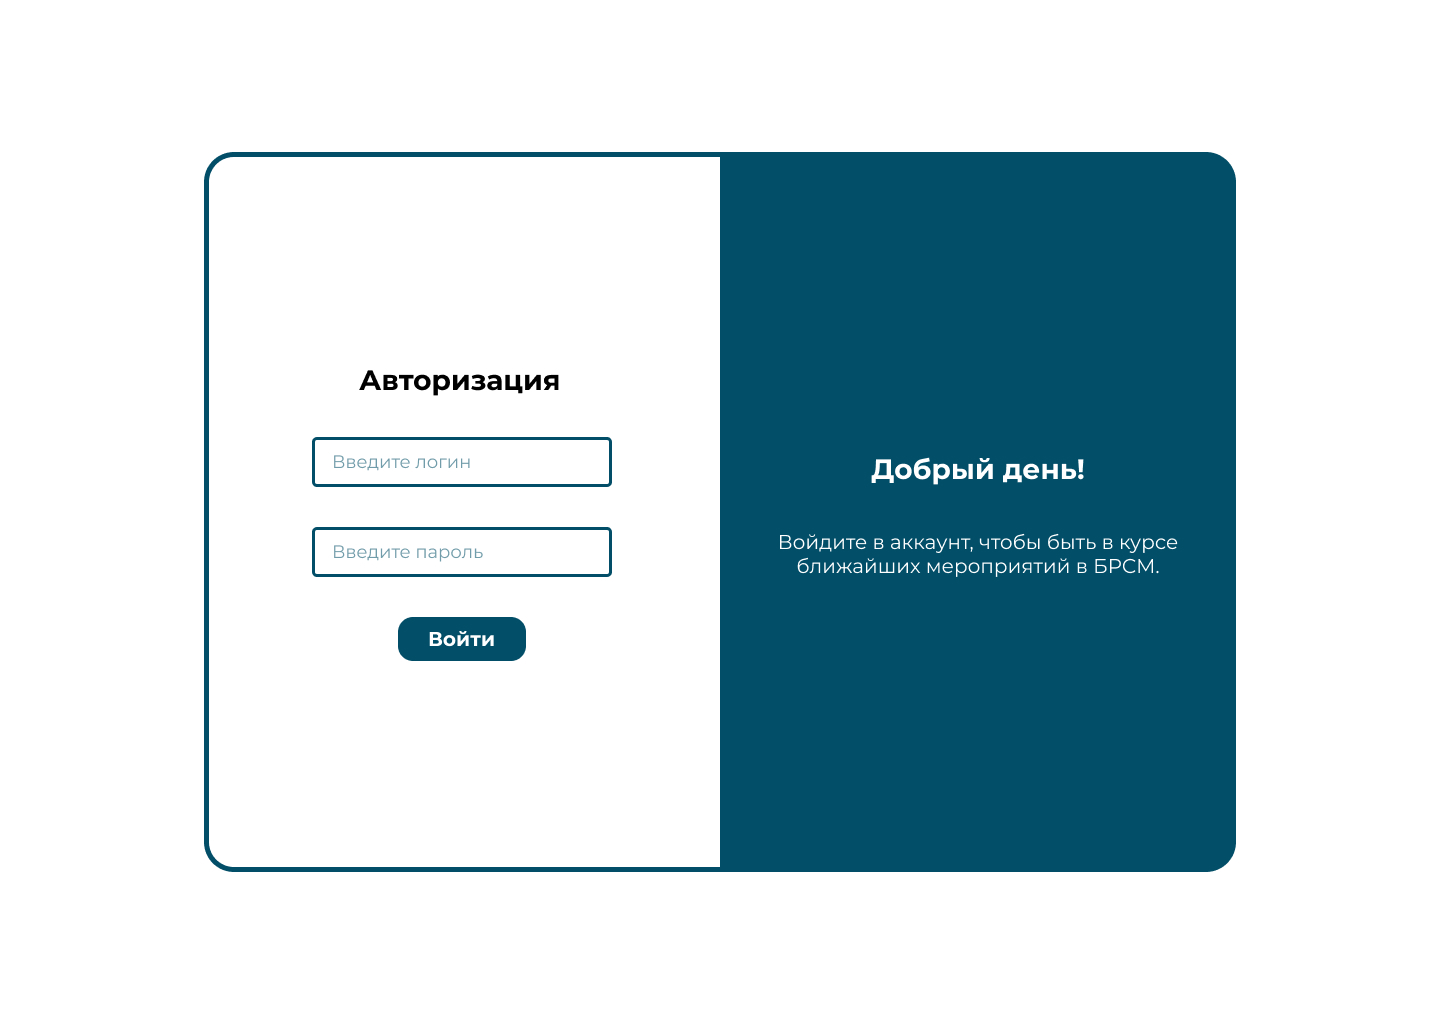 Авторизация
Введите логин
Введите пароль
Войти
Добрый день!
Войдите в аккаунт, чтобы быть в курсе
ближайших мероприятий в БРСМ.